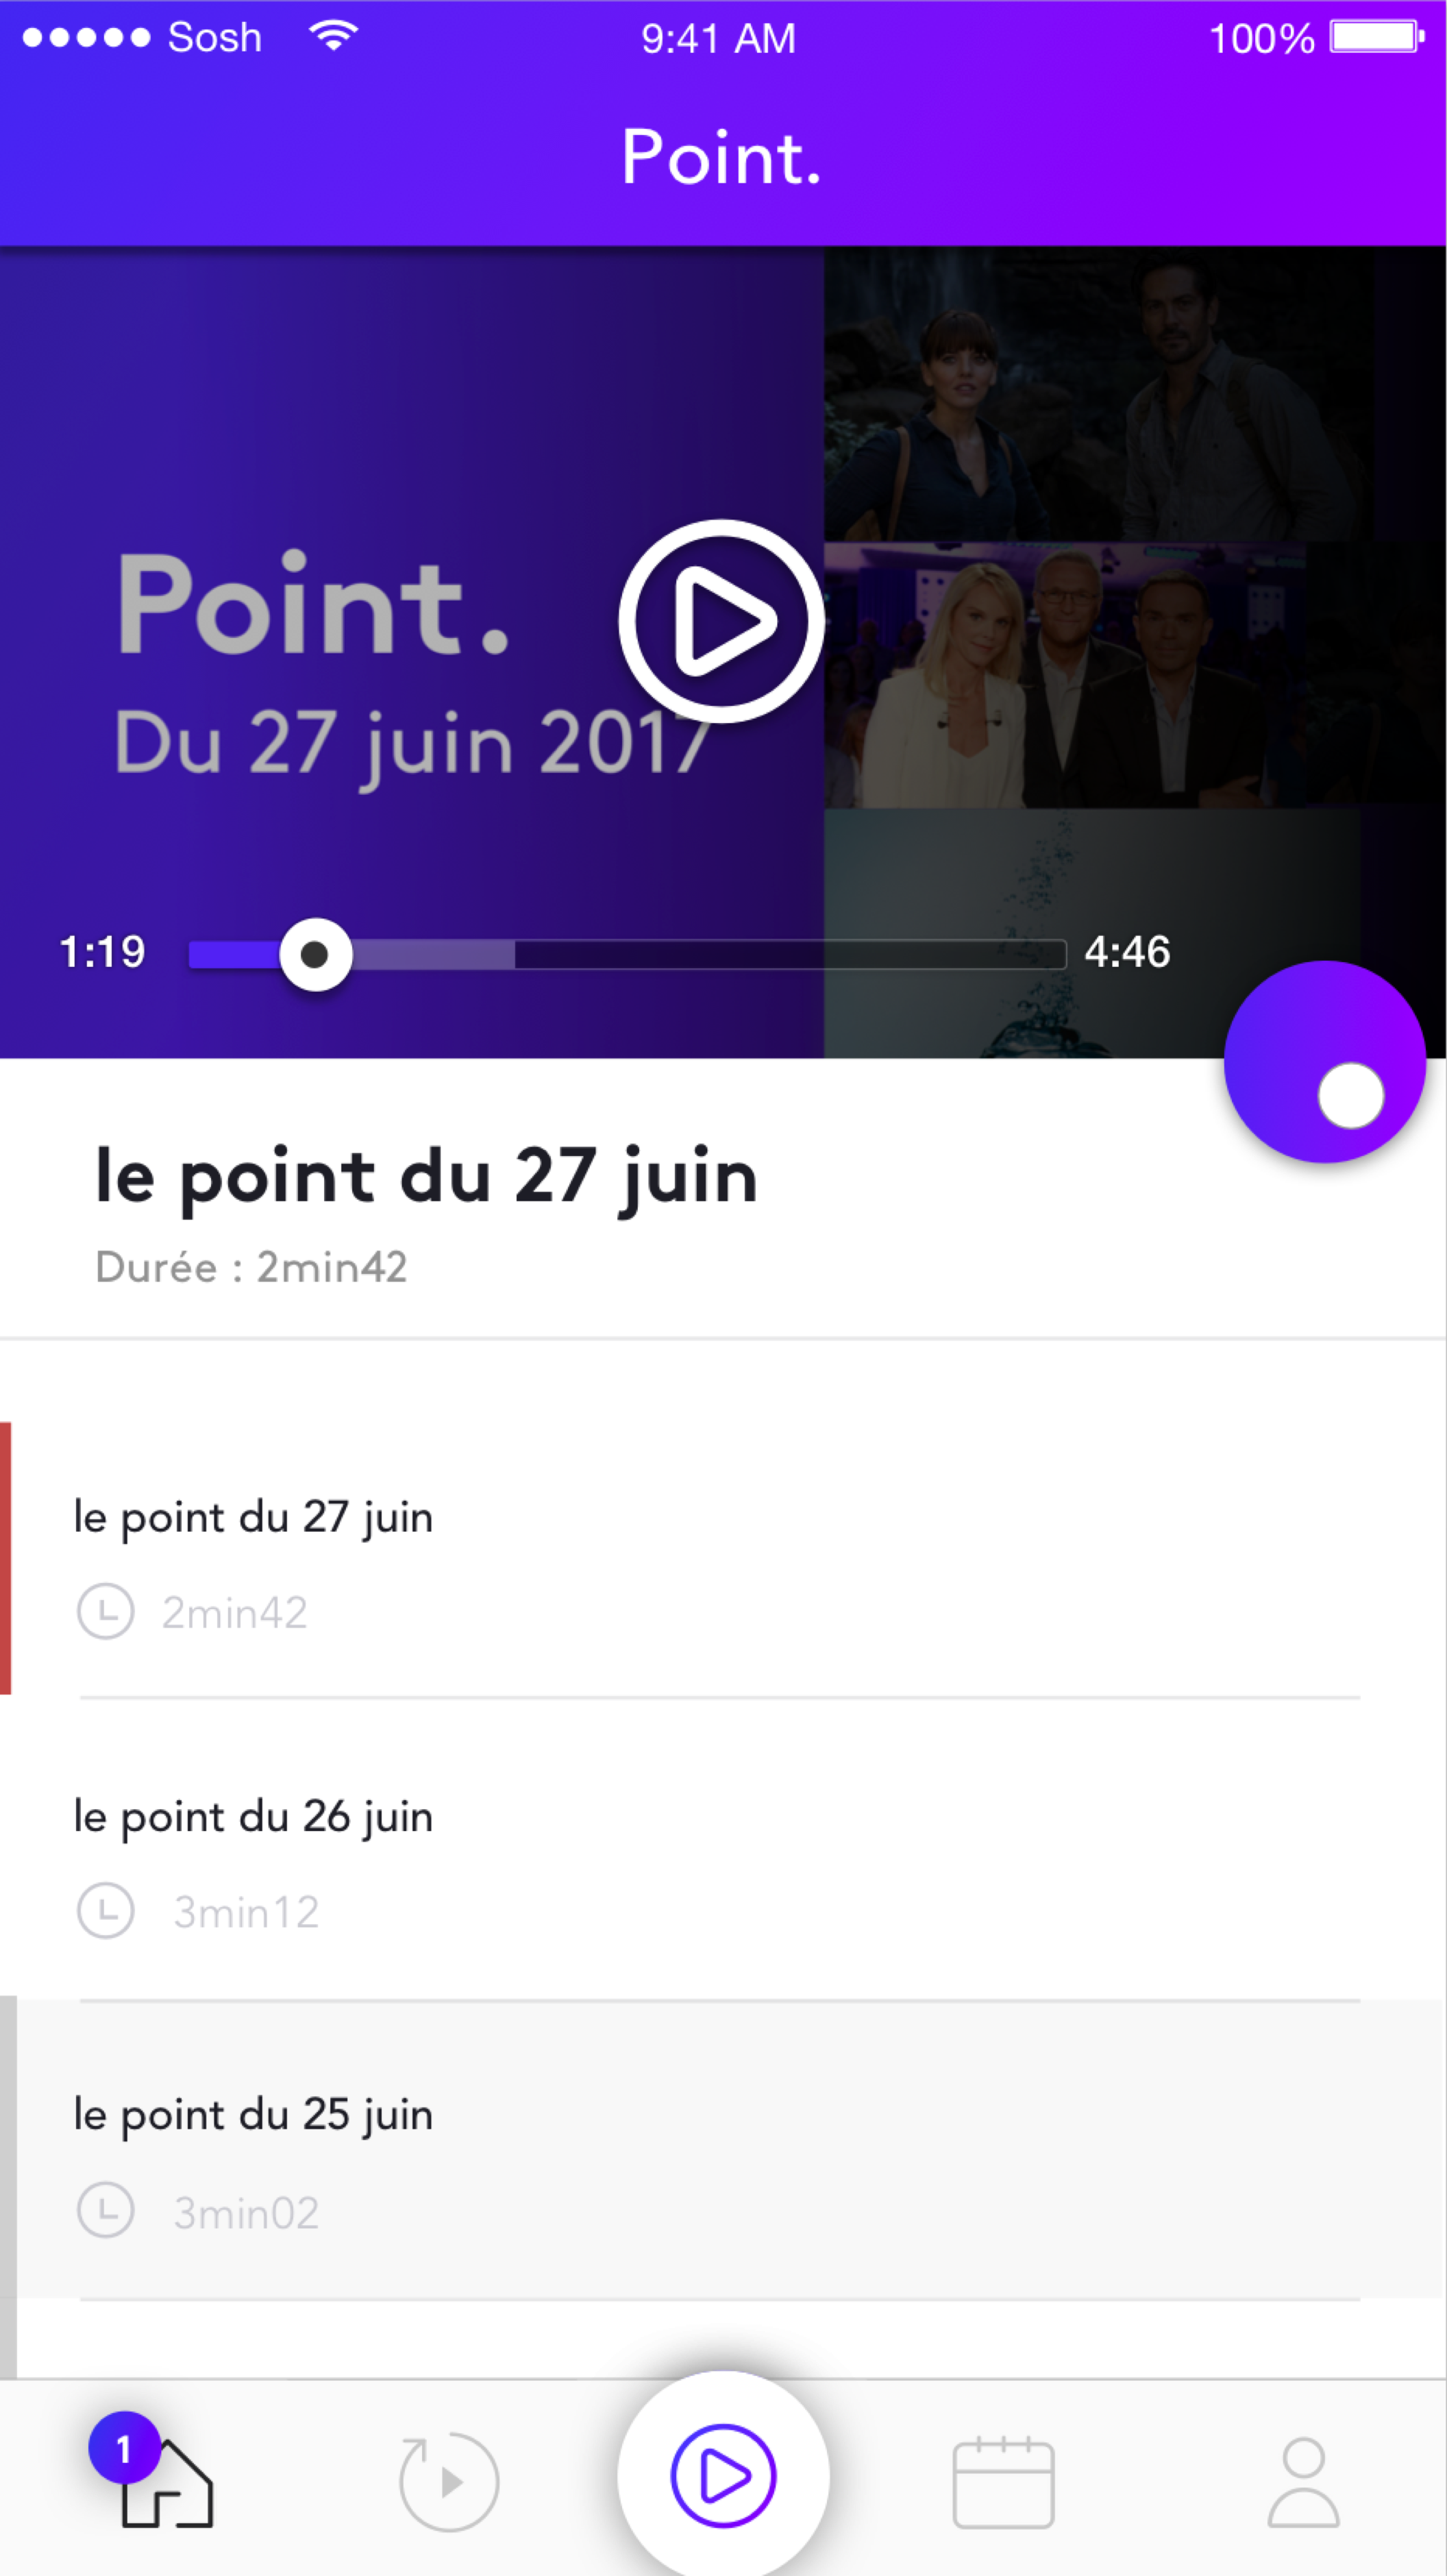 Sosh 9:41 AM 100%
Point.
Point.
Du 27 juin 2017
1:19 4:46
le point du 27 juin
Durée : 2min42
le point du 27 juin
2min42
le point du 26 juin
3min12
le point du 25 juin
3min02
1